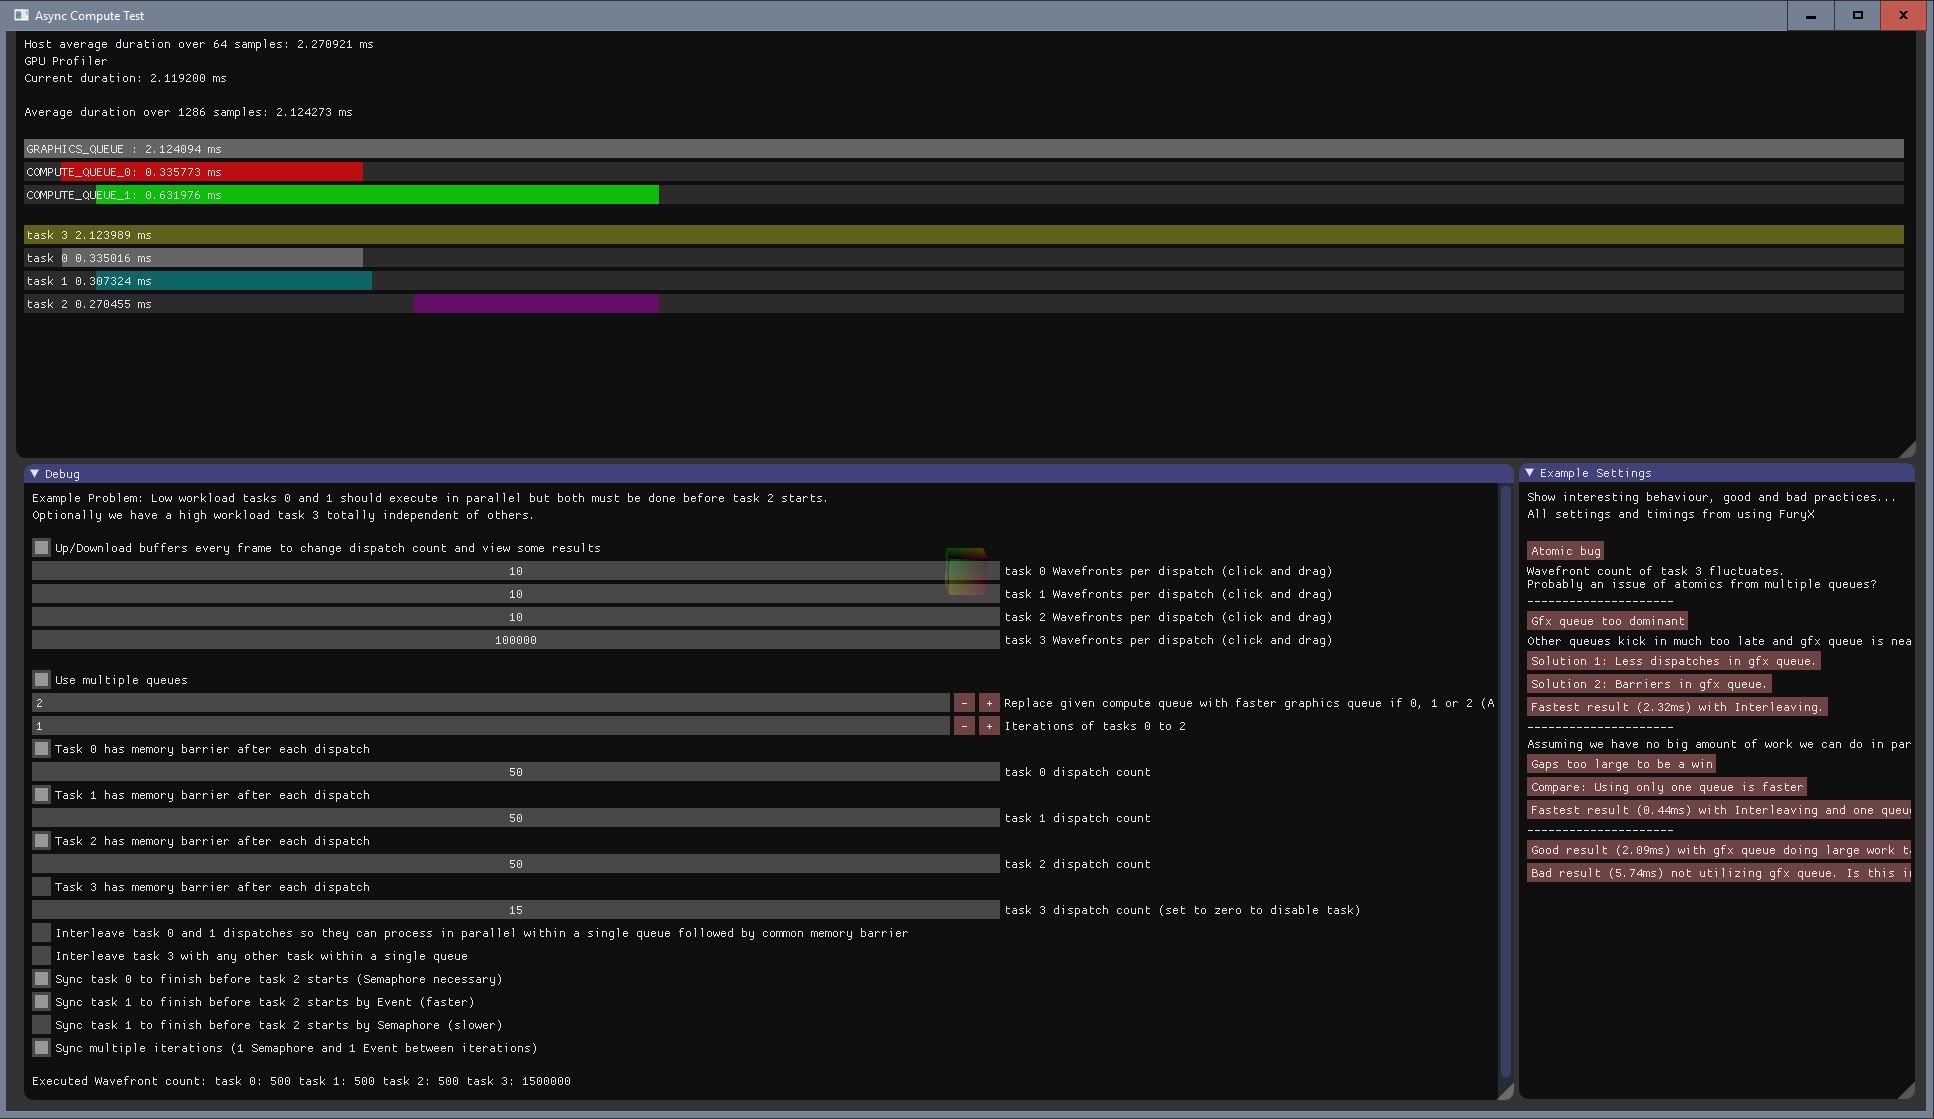 Async Compute Test
Host average duration over 64 samples: 2.270921 ms
GPU Profiler
Current duration: 2.119200 ms
Average duration over 1286 samples: 2.124273 ms
GRAPHICS_QUEUE : 2.124094 ms
COMPUTE_QUEUE_0: 0.335773 ms
COMPUTE_QUEUE_1: 0.631976 ms
task 3 2.123989 ms
task 0 0.335016 ms
task 1 0.307324 ms
task 2 0.270455 ms
Debug
Example Problem: Low workload tasks 0 and 1 should execute in parallel but both must be done before task 2 starts.
Optionally we have a high workload task 3 totally independent of others.
Up/Download buffers every frame to change dispatch count and view some results
10 task 0 Wavefronts per dispatch (click and drag)
10 task 1 Wavefronts per dispatch (click and drag)
10 task 2 Wavefronts per dispatch (click and drag)
100000 task 3 Wavefronts per dispatch (click and drag)
Use multiple queues
2 - + Replace given compute queue with faster graphics queue if 0, 1 or 2 (A
1 - + Iterations of tasks 0 to 2
Task 0 has memory barrier after each dispatch
50 task 0 dispatch count
Task 1 has memory barrier after each dispatch
50 task 1 dispatch count
Task 2 has memory barrier after each dispatch
50 task 2 dispatch count
Task 3 has memory barrier after each dispatch
15 task 3 dispatch count (set to zero to disable task)
Interleave task 0 and 1 dispatches so they can process in parallel within a single queue followed by common memory barrier
Interleave task 3 with any other task within a single queue
Sync task 0 to finish before task 2 starts (Semaphore necessary)
Sync task 1 to finish before task 2 starts by Event (faster)
Sync task 1 to finish before task 2 starts by Semaphore (slower)
Sync multiple iterations (1 Semaphore and 1 Event between iterations)
Executed Wavefront count: task 0: 500 task 1: 500 task 2: 500 task 3: 1500000
Example Settings
Show interesting behaviour, good and bad practices...
All settings and timings from using FuryX
Atomic bug
Wavefront count of task 3 fluctuates.
Probably an issue of atomics from multiple queues?
---------------------
Gfx queue too dominant
Other queues kick in much too late and gfx queue is nea
Solution 1: Less dispatches in gfx queue.
Solution 2: Barriers in gfx queue.
Fastest result (2.32ms) with Interleaving.
---------------------
Assuming we have no big amount of work we can do in par
Gaps too large to be a win
Compare: Using only one queue is faster
Fastest result (0.44ms) with Interleaving and one queu
---------------------
Good result (2.09ms) with gfx queue doing large work t
Bad result (5.74ms) not utilizing gfx queue. Is this i